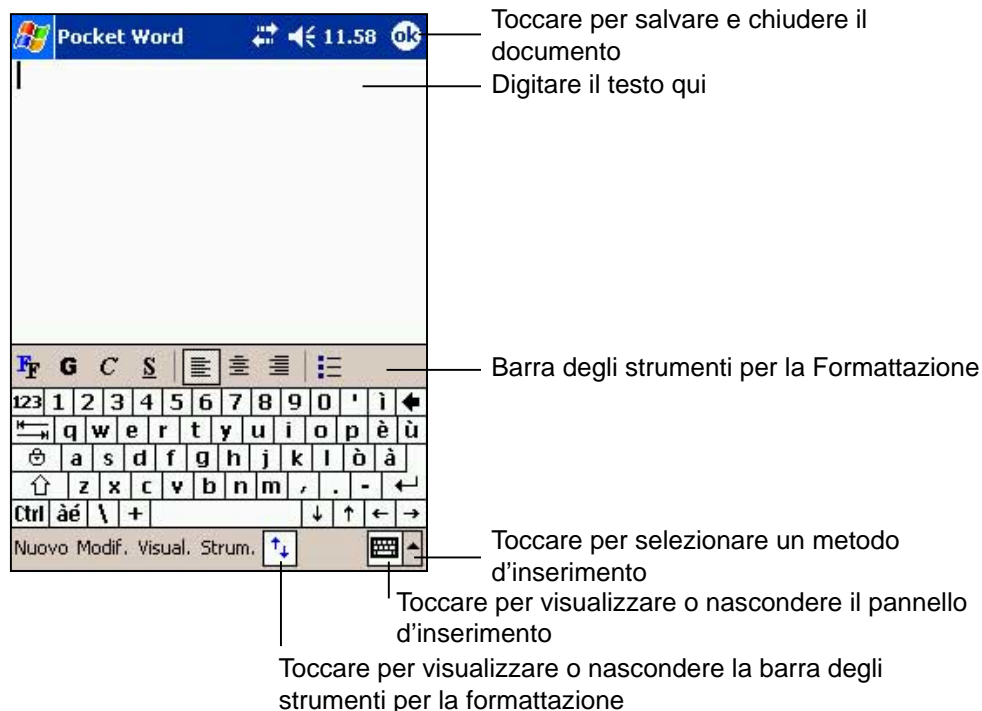 Pocket Word 11.58 ok
Toccare per salvare e chiudere il
documento
Digitare il testo qui
FF G C S
Barra degli strumenti per la Formattazione
123 1 2 3 4 5 6 7 8 9 0 ' ì
q w e r t y u i o p è ù
a s d f g h j k l ò à
z x c v b n m , . -
Ctrl àé \ + ↓ ↑ ← →
Nuovo Modif. Visual. Strum.
Toccare per selezionare un metodo
d'inserimento
Toccare per visualizzare o nascondere il pannello
d'inserimento
Toccare per visualizzare o nascondere la barra degli
strumenti per la formattazione